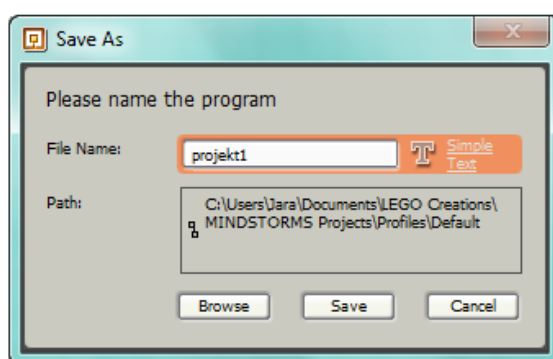 Save As
Please name the program
File Name:
projekt1
T
Simple
Text
Path:
C:\Users\Jara\Documents\LEGO Creations\
MINDSTORMS Projects\Profiles\Default
Browse
Save
Cancel